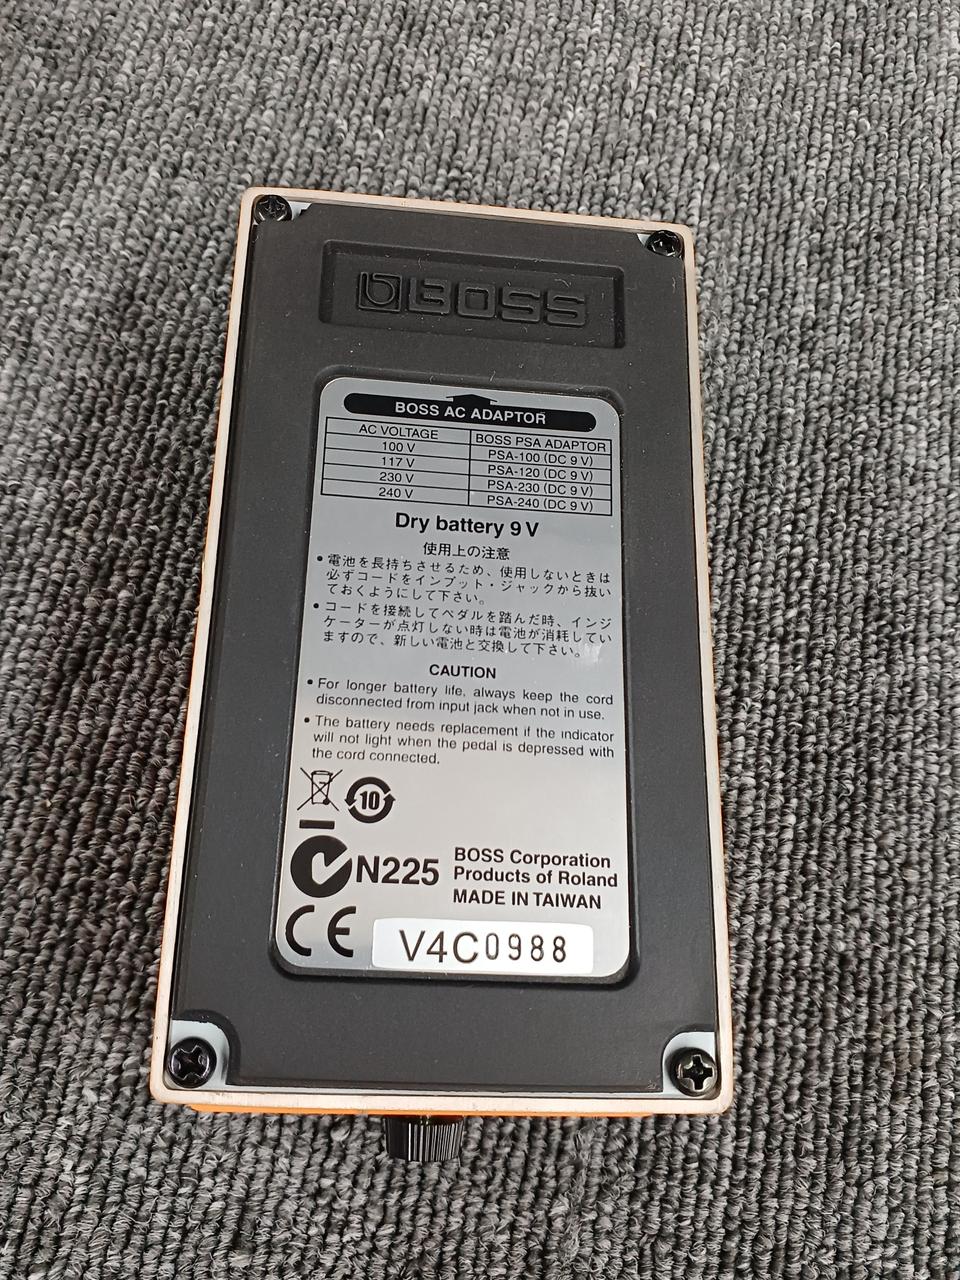 BOSS
BOSS AC ADAPTOR
AC VOLTAGE BOSS PSA ADAPTOR
100 V PSA-100 (DC 9 V)
117 V PSA-120 (DC 9 V)
230 V PSA-230 (DC 9 V)
240 V PSA-240 (DC 9 V)
Dry battery 9 V
使用上の注意
• 電池を長持ちさせるため、使用しないときは
必ずコードをインプット・ジャックから抜い
ておくようにして下さい。
• コードを接続してペダルを踏んだ時、インジ
ケーターが点灯しない時は電池が消耗してい
ますので、新しい電池と交換して下さい。
CAUTION
• For longer battery life, always keep the cord
disconnected from input jack when not in use.
• The battery needs replacement if the indicator
will not light when the pedal is depressed with
the cord connected.
10
N225
BOSS Corporation
Products of Roland
MADE IN TAIWAN
CE
V4C0988